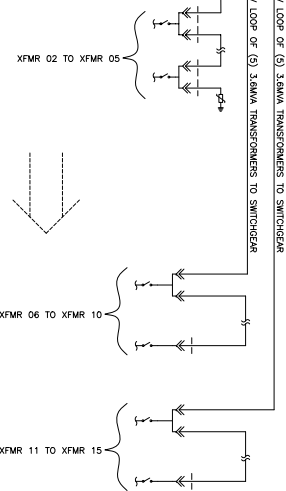 XFMR 02 TO XFMR 05
LOOP OF (5) 3.6MVA TRANSFORMERS TO SWITCHGEAR
LOOP OF (5) 3.6MVA TRANSFORMERS TO SWITCHGEAR
XFMR 06 TO XFMR 10
XFMR 11 TO XFMR 15